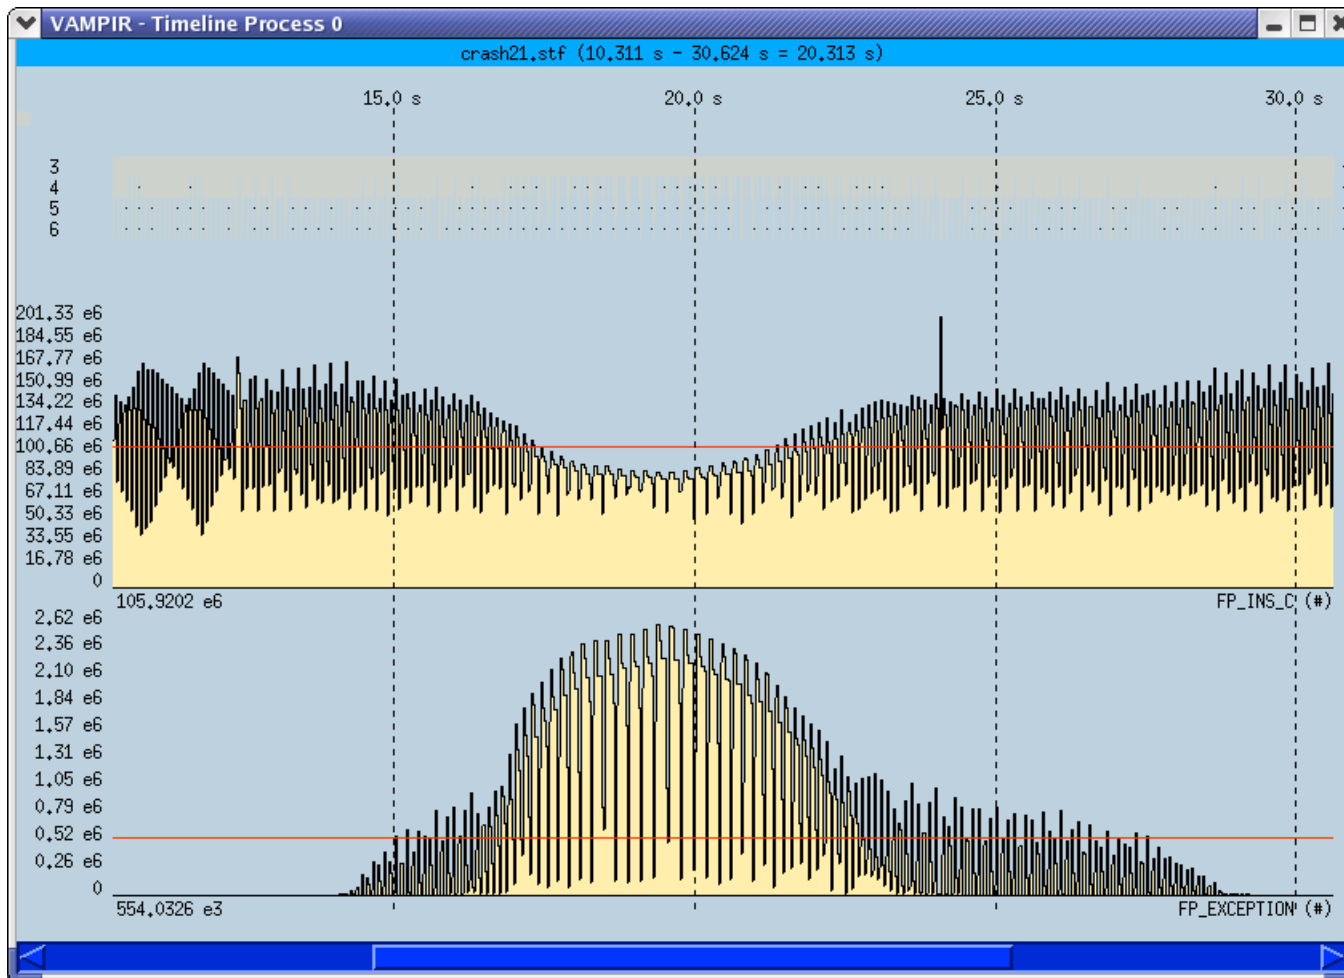 VAMPIR - Timeline Process 0
crash21.stf (10.311 s - 30.624 s = 20.313 s)
15.0 s 20.0 s 25.0 s 30.0 s
3
4
5
6
201.33 e6
184.55 e6
167.77 e6
150.99 e6
134.22 e6
117.44 e6
100.66 e6
83.89 e6
67.11 e6
50.33 e6
33.55 e6
16.78 e6
0
105.9202 e6 FP_INS_C (#)
2.62 e6
2.36 e6
2.10 e6
1.84 e6
1.57 e6
1.31 e6
1.05 e6
0.79 e6
0.52 e6
0.26 e6
0
554.0326 e3 FP_EXCEPTION (#)